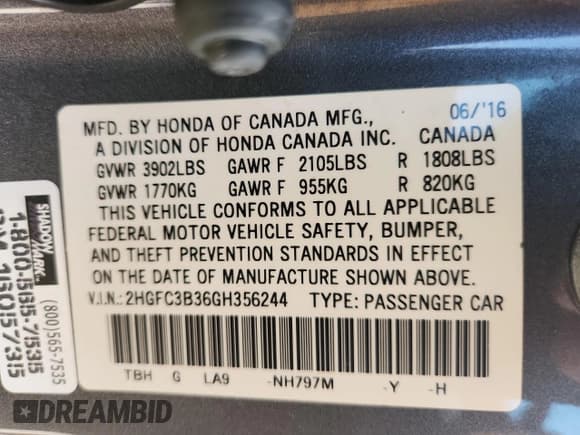 06/'16
MFD. BY HONDA OF CANADA MFG.,
A DIVISION OF HONDA CANADA INC. CANADA
GVWR 3902LBS GAWR F 2105LBS R 1808LBS
GVWR 1770KG GAWR F 955KG R 820KG
THIS VEHICLE CONFORMS TO ALL APPLICABLE
FEDERAL MOTOR VEHICLE SAFETY, BUMPER,
AND THEFT PREVENTION STANDARDS IN EFFECT
ON THE DATE OF MANUFACTURE SHOWN ABOVE.
V.I.N.: 2HGFC3B36GH356244 TYPE: PASSENGER CAR
TBH G LA9 -NH797M -Y -H
SHADOW
(800)565-7535
1-800-565-7535
1505735
DREAMBID